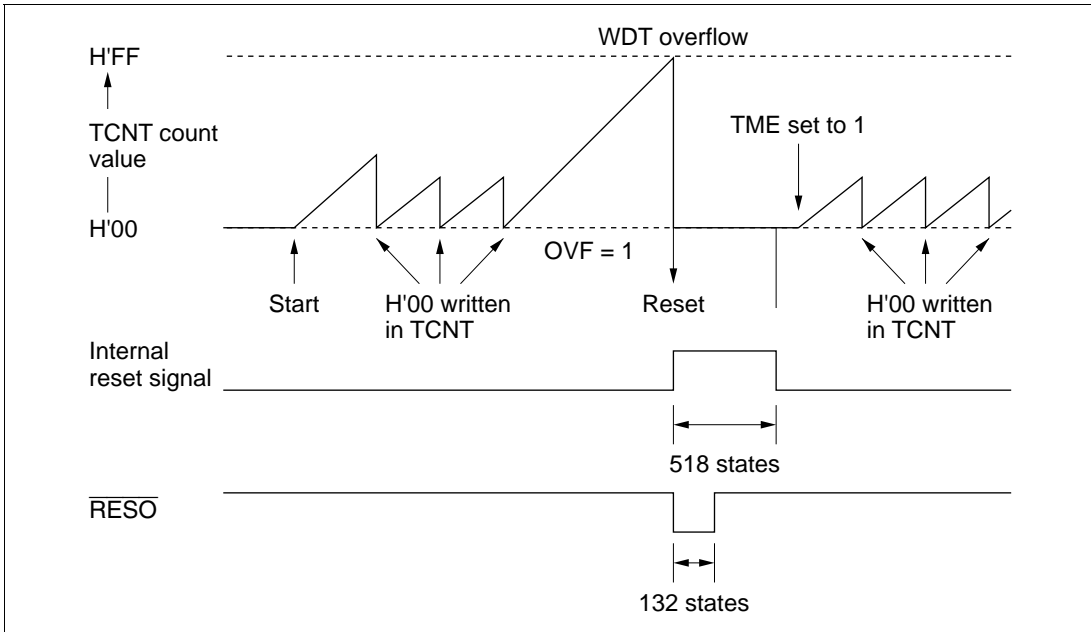 WDT overflow
H'FF
TCNT count
value
H'00
TME set to 1
OVF = 1
Start
H'00 written
in TCNT
Reset
H'00 written
in TCNT
Internal
reset signal
518 states
RESO
132 states